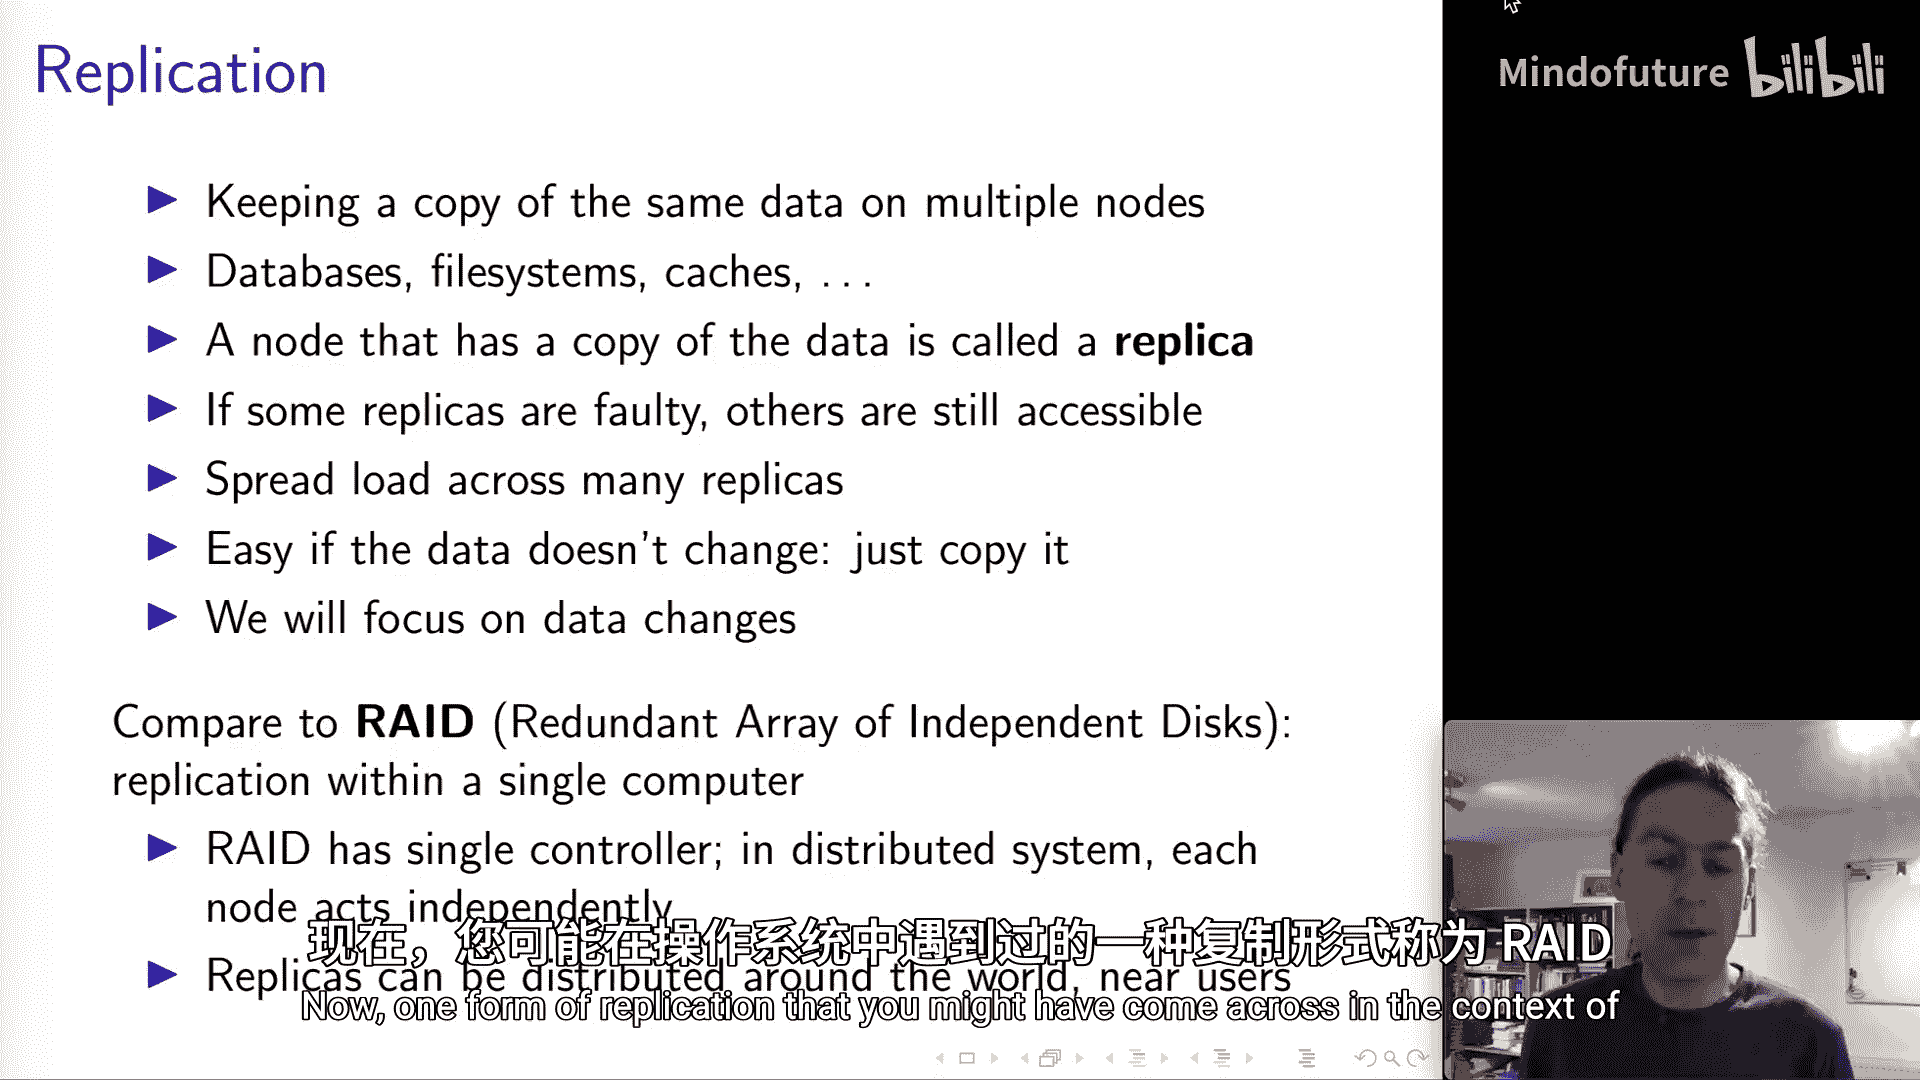 Replication
Mindofuture bilibili
▶ Keeping a copy of the same data on multiple nodes
▶ Databases, filesystems, caches, ...
▶ A node that has a copy of the data is called a replica
▶ If some replicas are faulty, others are still accessible
▶ Spread load across many replicas
▶ Easy if the data doesn't change: just copy it
▶ We will focus on data changes
Compare to RAID (Redundant Array of Independent Disks):
replication within a single computer
▶ RAID has single controller; in distributed system, each
node acts independently
▶ Replicas can be distributed around the world, near users
现在，您可能在操作系统中遇到过的一种复制形式称为 RAID
Now, one form of replication that you might have come across in the context of